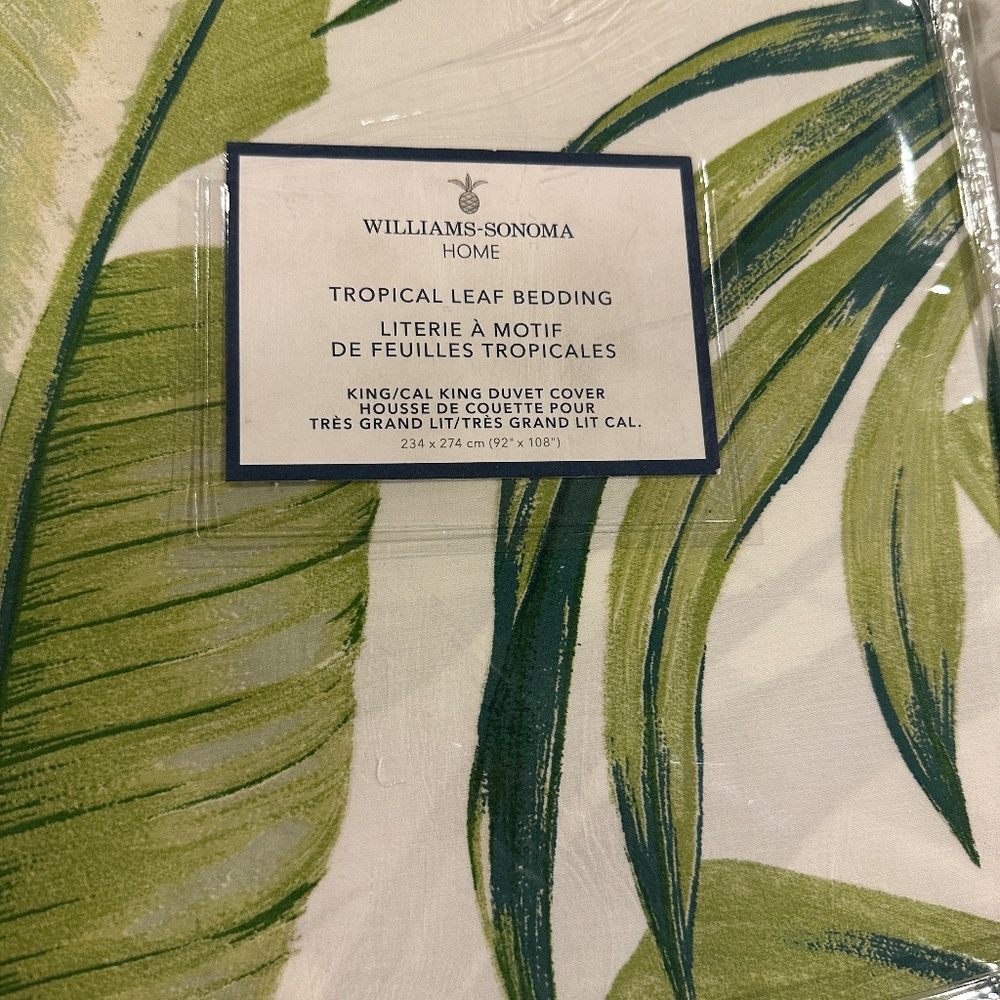 WILLIAMS-SONOMA
HOME
TROPICAL LEAF BEDDING
LITERIE À MOTIF
DE FEUILLES TROPICALES
KING/CAL KING DUVET COVER
HOUSSE DE COUETTE POUR
TRÈS GRAND LIT/TRÈS GRAND LIT CAL.
234 x 274 cm (92" x 108")